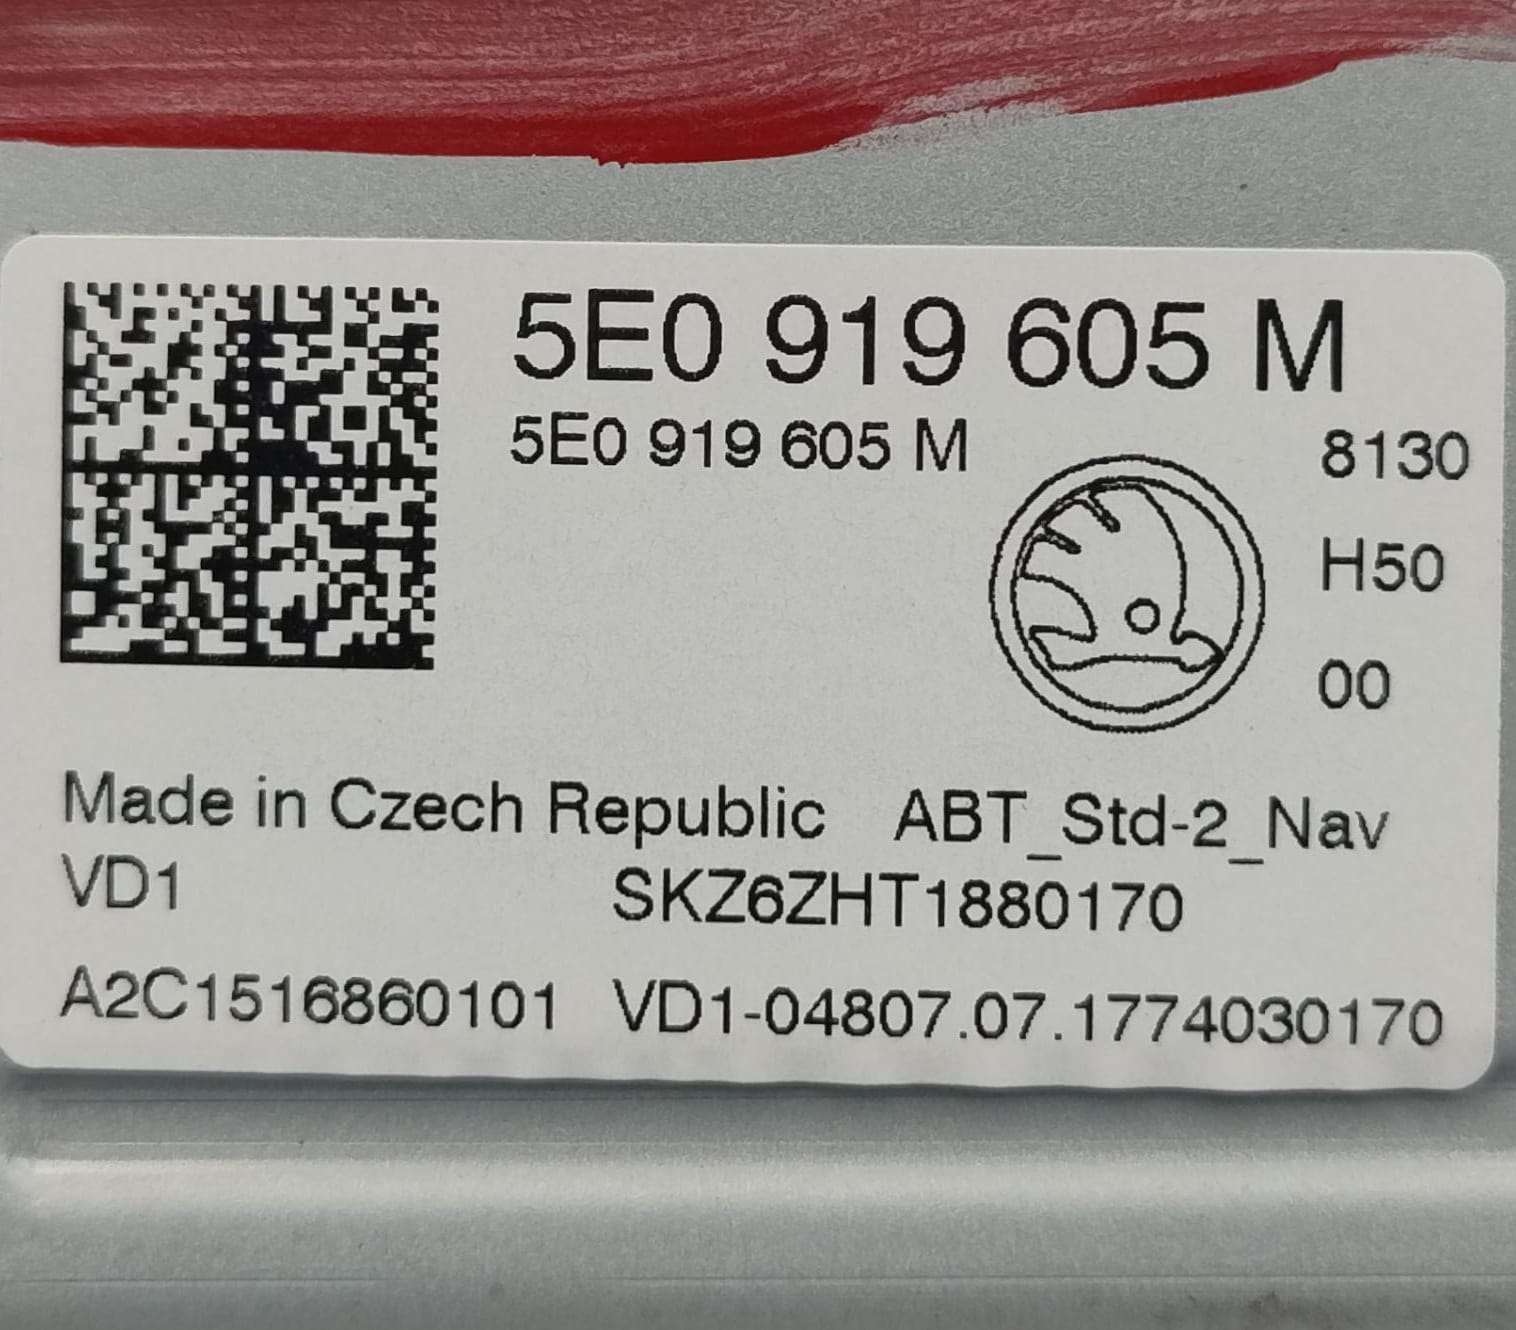 5E0 919 605 M
5E0 919 605 M
8130
H50
00
Made in Czech Republic ABT_Std-2_Nav
VD1 SKZ6ZHT1880170
A2C1516860101 VD1-04807.07.1774030170